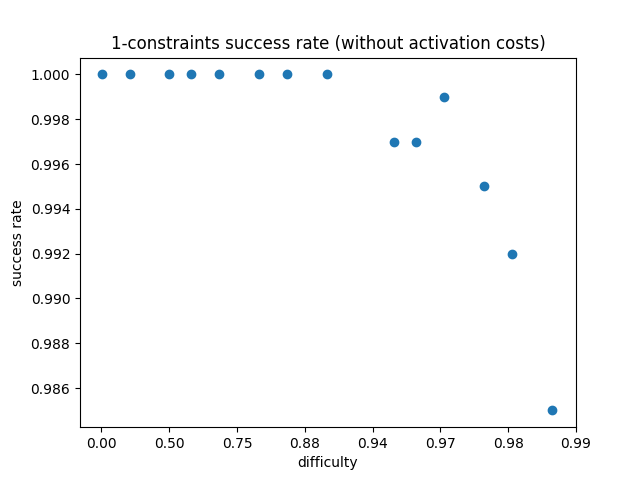 1-constraints success rate (without activation costs)
1.000
0.998
0.996
0.994
0.992
0.990
0.988
0.986
success rate
0.00 0.50 0.75 0.88 0.94 0.97 0.98 0.99
difficulty